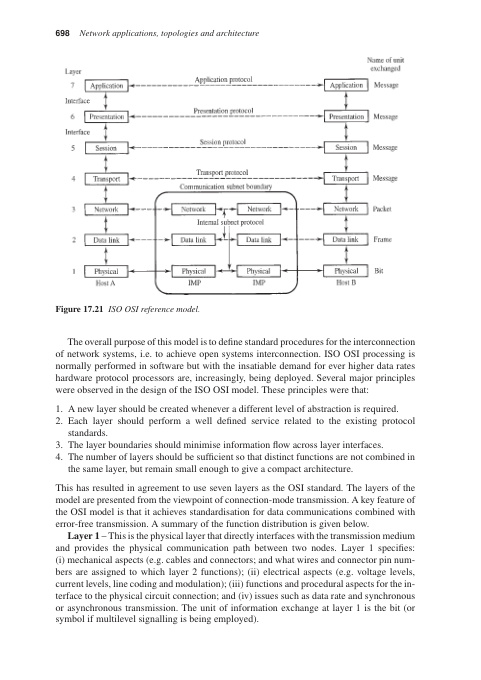 698 Network applications, topologies and architecture
Name of unit
exchanged
Layer
7 Application Application protocol Application Message
Interface
6 Presentation Presentation protocol Presentation Message
Interface
5 Session Session protocol Session Message
4 Transport Transport protocol Transport Message
Communication subnet boundary
3 Network Network Network Network Packet
Internal subnet protocol
2 Data link Data link Data link Data link Frame
1 Physical Physical Physical Physical Bit
Host A IMP IMP Host B
Figure 17.21 ISO OSI reference model.
The overall purpose of this model is to define standard procedures for the interconnection
of network systems, i.e. to achieve open systems interconnection. ISO OSI processing is
normally performed in software but with the insatiable demand for ever higher data rates
hardware protocol processors are, increasingly, being deployed. Several major principles
were observed in the design of the ISO OSI model. These principles were that:
1. A new layer should be created whenever a different level of abstraction is required.
2. Each layer should perform a well defined service related to the existing protocol
standards.
3. The layer boundaries should minimise information flow across layer interfaces.
4. The number of layers should be sufficient so that distinct functions are not combined in
the same layer, but remain small enough to give a compact architecture.
This has resulted in agreement to use seven layers as the OSI standard. The layers of the
model are presented from the viewpoint of connection-mode transmission. A key feature of
the OSI model is that it achieves standardisation for data communications combined with
error-free transmission. A summary of the function distribution is given below.
Layer 1 – This is the physical layer that directly interfaces with the transmission medium
and provides the physical communication path between two nodes. Layer 1 specifies:
(i) mechanical aspects (e.g. cables and connectors; and what wires and connector pin num-
bers are assigned to which layer 2 functions); (ii) electrical aspects (e.g. voltage levels,
current levels, line coding and modulation); (iii) functions and procedural aspects for the in-
terface to the physical circuit connection; and (iv) issues such as data rate and synchronous
or asynchronous transmission. The unit of information exchange at layer 1 is the bit (or
symbol if multilevel signalling is being employed).